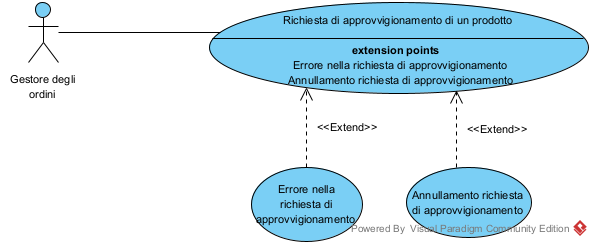 Richiesta di approvvigionamento di un prodotto
extension points
Errore nella richiesta di approvvigionamento
Annullamento richiesta di approvvigionamento
Gestore degli
ordini
<<Extend>>
<<Extend>>
Errore nella
richiesta di
approvvigionamento
Annullamento richiesta
di approvvigionamento
Powered By Visual Paradigm Community Edition